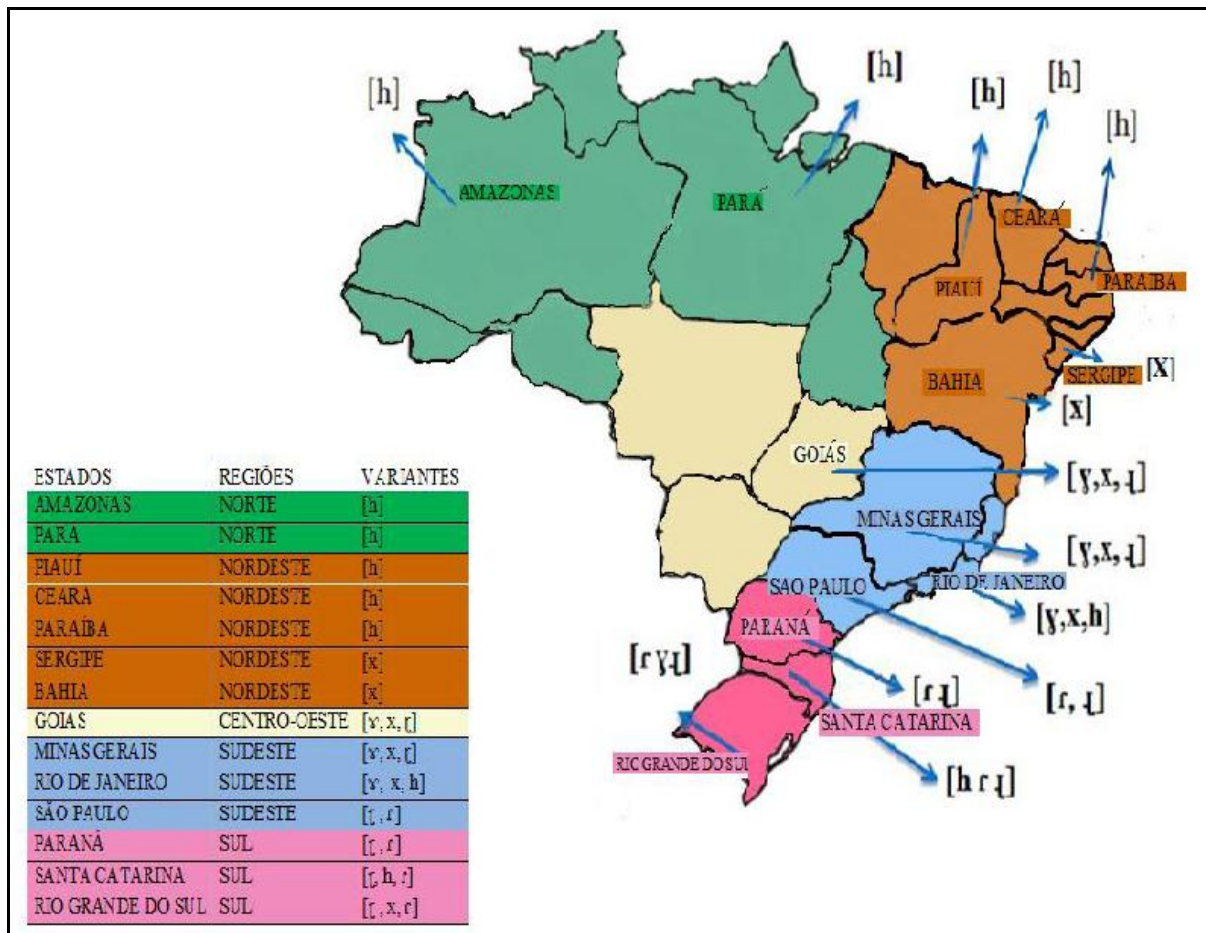 [h]
[h]
[h]
[h]
[h]
AMAZONAS
PARÁ
CEARÁ
PIAUÍ
PARAÍBA
SERGIPE [x]
BAHIA
[x]
GOIÁS
[ɣ,x,ɻ]
MINAS GERAIS
[ɣ,x,ɻ]
SAO PAULO
RIO DE JANEIRO
[ɣ,x,h]
PARANÁ
[ɾ ɣ,ɻ]
[ɾ ɻ]
[ɾ, ɻ]
SANTA CATARINA
RIO GRANDE DO SUL
[h ɾ ɻ]
ESTADOS REGIÕES VARIANTES
AMAZONAS NORTE [h]
PARA NORTE [h]
PIAUÍ NORDESTE [h]
CEARA NORDESTE [h]
PARAÍBA NORDESTE [h]
SERGIPE NORDESTE [x]
BAHIA NORDESTE [x]
GOIAS CENTRO-OESTE [ɤ, x, ɽ]
MINAS GERAIS SUDESTE [ɤ, x, ɽ]
RIO DE JANEIRO SUDESTE [ɤ, x, h]
SÃO PAULO SUDESTE [ɽ, ɾ]
PARANÁ SUL [ɽ, ɾ]
SANTA CATARINA SUL [ɽ, h, ɾ]
RIO GRANDE DO SUL SUL [ɽ, x, ɾ]